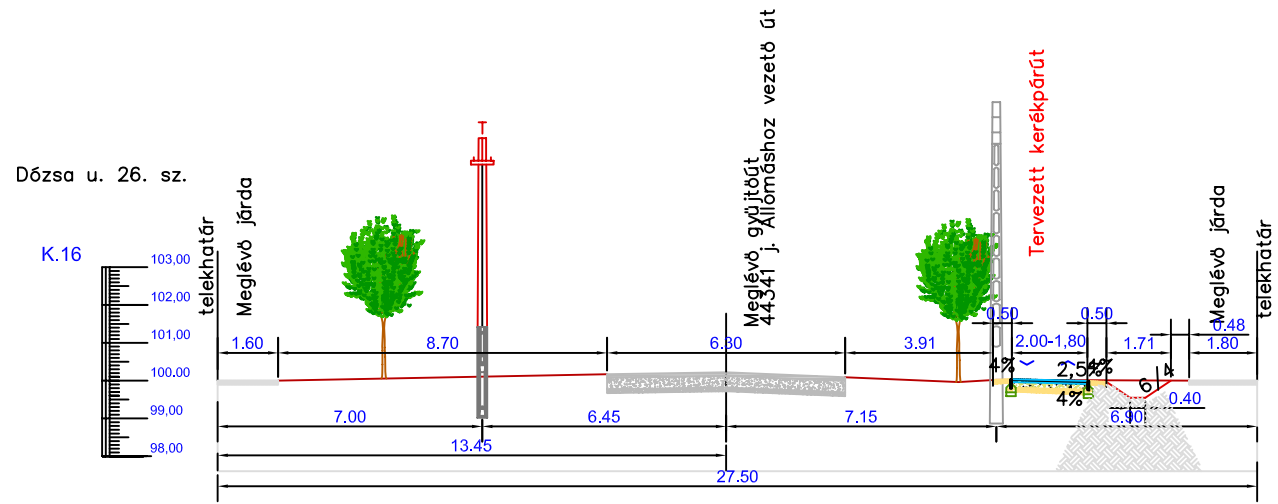 Dózsa u. 26. sz.
K.16
103,00
102,00
101,00
100.00
99,00
98,00
telekhatár
Meglévő járda
T
Meglévő gyüjtőút
44341 j. Állomáshoz vezető út
Tervezett kerékpárút
Meglévő járda
telekhatár
0.50
0.50
0.48
1.60
8.70
6.30
3.91
2.00-1,80
1.71
1.80
4%
2,5%
4%
4%
6/4
0.40
7.00
6.45
7.15
6.90
13.45
27.50